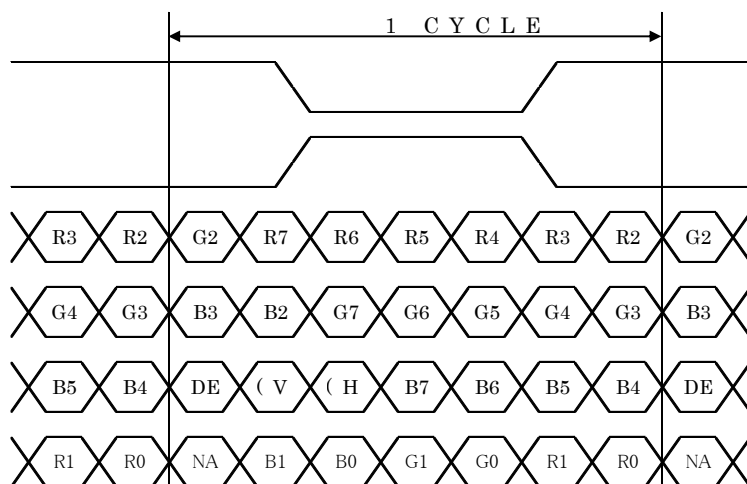 1 CYCLE
R3 R2 G2 R7 R6 R5 R4 R3 R2 G2
G4 G3 B3 B2 G7 G6 G5 G4 G3 B3
B5 B4 DE (V (H B7 B6 B5 B4 DE
R1 R0 NA B1 B0 G1 G0 R1 R0 NA